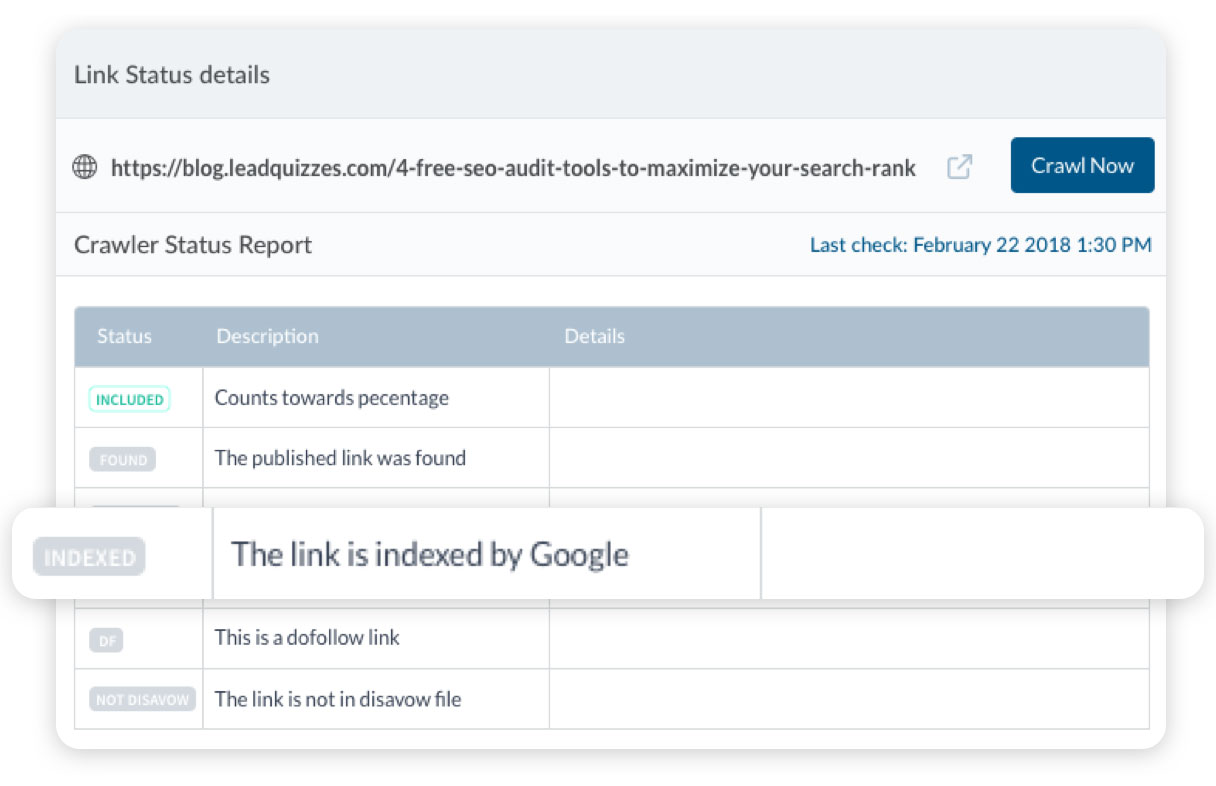 Link Status details
https://blog.leadquizzes.com/4-free-seo-audit-tools-to-maximize-your-search-rank
Crawl Now
Crawler Status Report
Last check: February 22 2018 1:30 PM
Status Description Details
INCLUDED Counts towards pecentage
FOUND The published link was found
INDEXED The link is indexed by Google
DF This is a dofollow link
NOT DISAVOW The link is not in disavow file